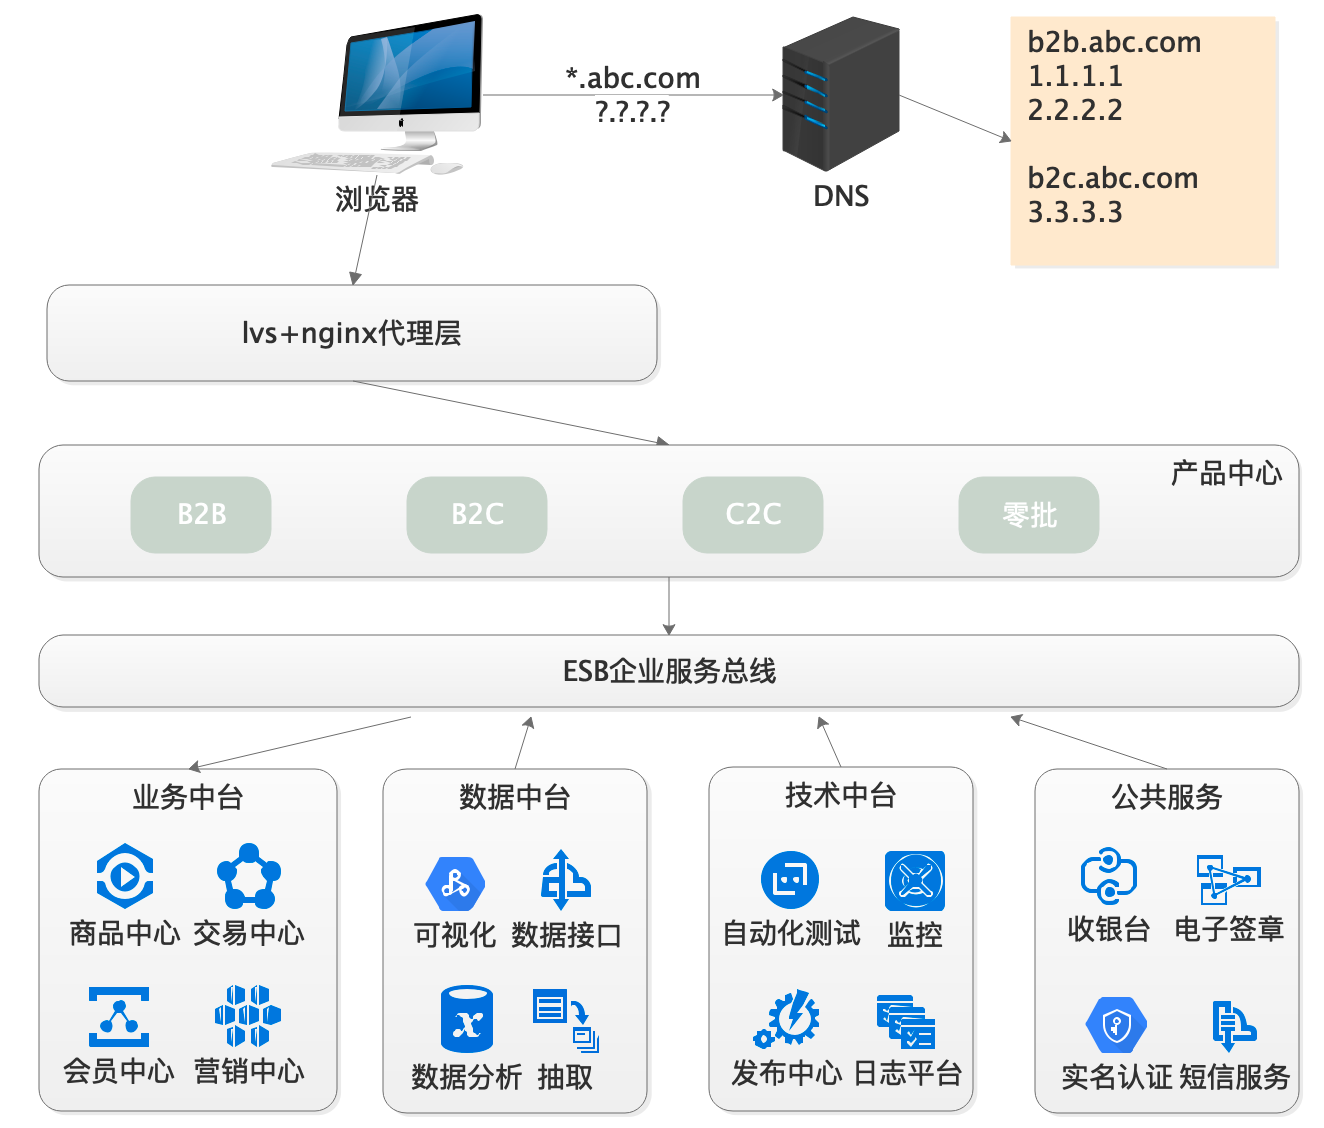 *.abc.com
?.?.?.?
b2b.abc.com
1.1.1.1
2.2.2.2
b2c.abc.com
3.3.3.3
浏览器
DNS
lvs+nginx代理层
产品中心
B2B
B2C
C2C
零批
ESB企业服务总线
业务中台
商品中心
交易中心
会员中心
营销中心
数据中台
可视化
数据接口
数据分析
抽取
技术中台
自动化测试
监控
发布中心
日志平台
公共服务
收银台
电子签章
实名认证
短信服务